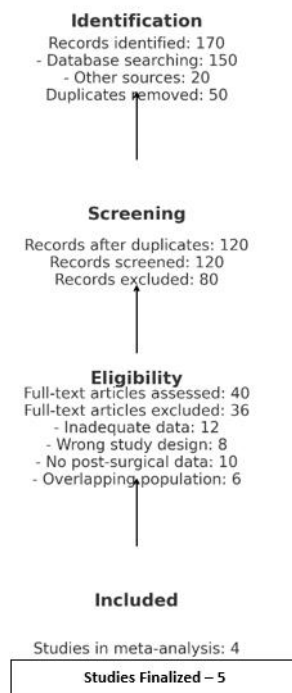 Identification
Records identified: 170
- Database searching: 150
- Other sources: 20
Duplicates removed: 50
Screening
Records after duplicates: 120
Records screened: 120
Records excluded: 80
Eligibility
Full-text articles assessed: 40
Full-text articles excluded: 36
- Inadequate data: 12
- Wrong study design: 8
- No post-surgical data: 10
- Overlapping population: 6
Included
Studies in meta-analysis: 4
Studies Finalized – 5